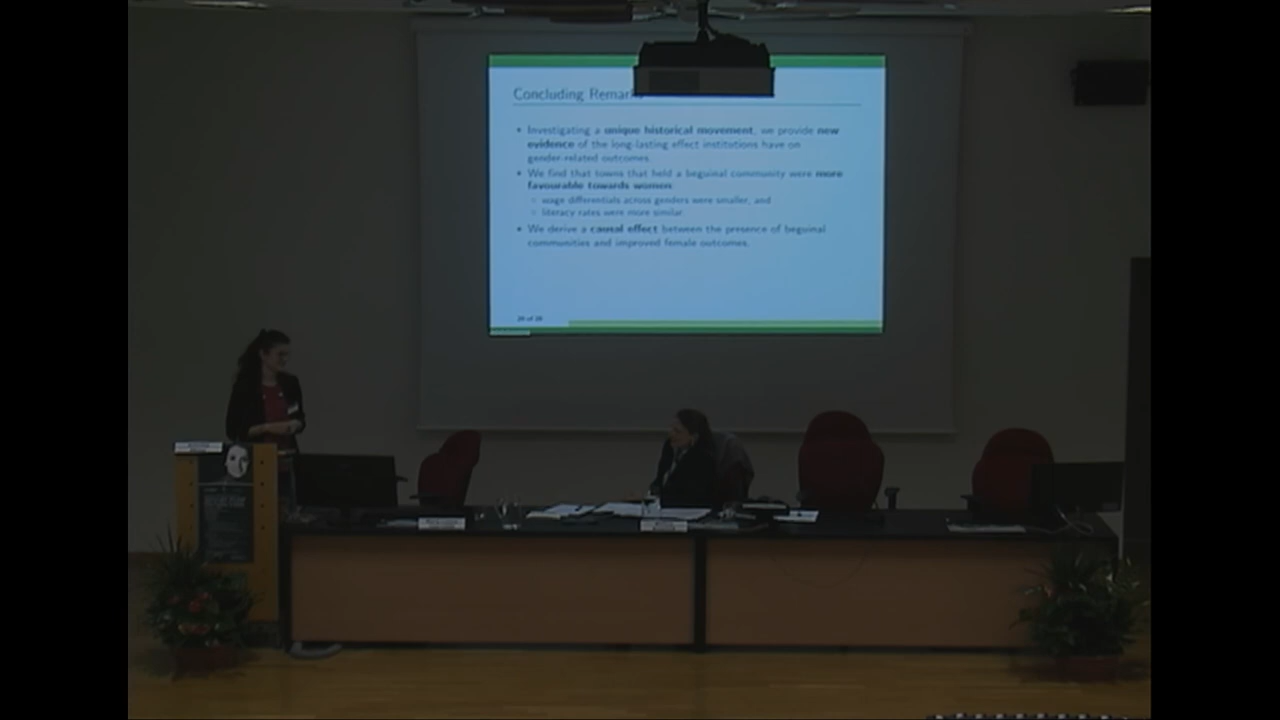 Concluding Remark
• Investigating a unique historical movement, we provide new
evidence of the long-lasting effect institutions have on
gender-related outcomes.
• We find that towns that held a beguinal community were more
favourable towards women:
○ wage differentials across genders were smaller, and
○ literacy rates were more similar.
• We derive a causal effect between the presence of beguinal
communities and improved female outcomes.